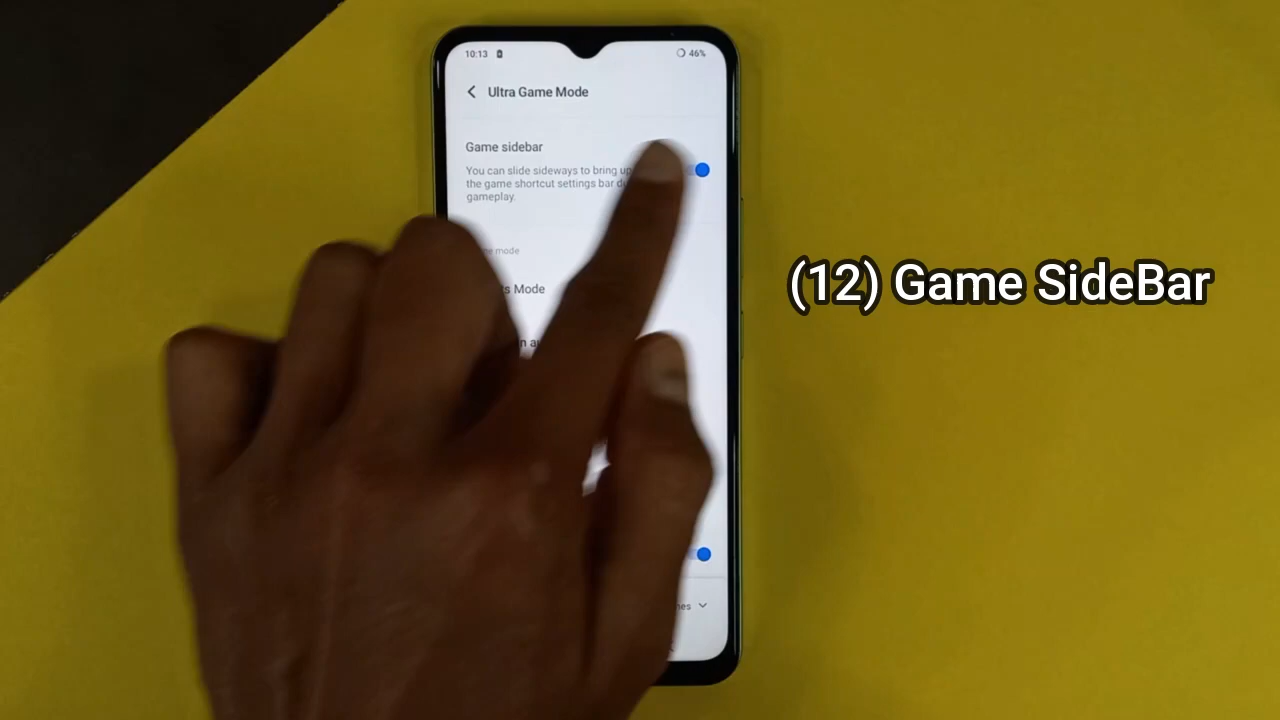 10:13
46%
Ultra Game Mode
Game sidebar
You can slide sideways to bring up
the game shortcut settings bar
gameplay.
mode
Mode
(12) Game SideBar